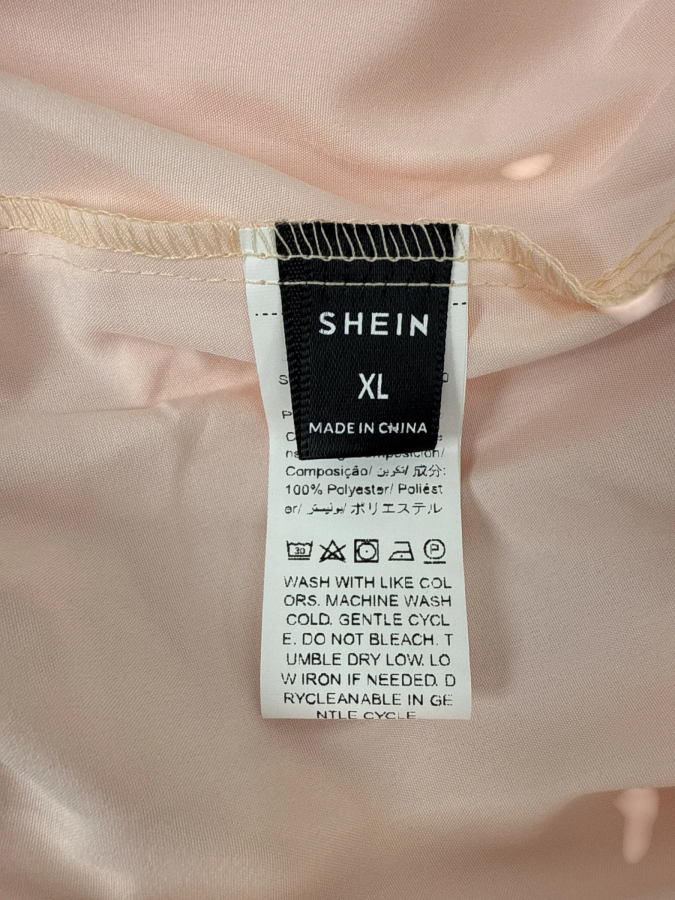 SHEIN
XL
MADE IN CHINA
Composição/ تكوين/ 成分:
100% Polyester/ Poliést
er/ بوليستر/ ポリエステル
30
P
WASH WITH LIKE COL
ORS. MACHINE WASH
COLD. GENTLE CYCL
E. DO NOT BLEACH. T
UMBLE DRY LOW. LO
W IRON IF NEEDED. D
RYCLEANABLE IN GE
NTLE CYCLE